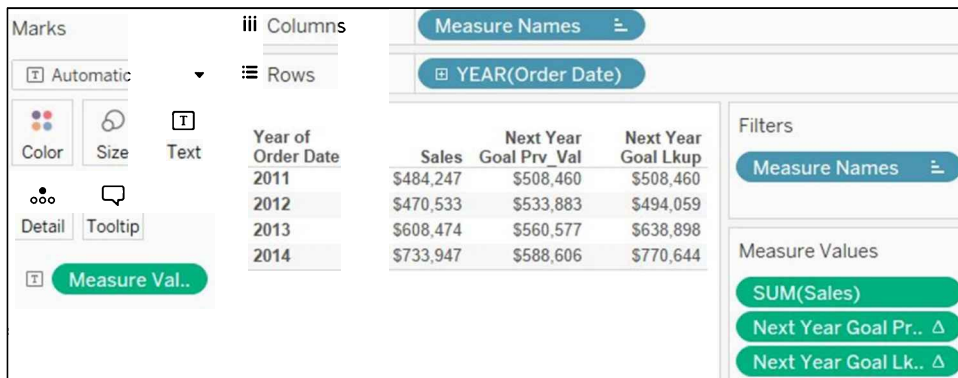 Marks
iii Columns
Measure Names
Automatic
Rows
YEAR(Order Date)
Color
Size
Text
Detail
Tooltip
Measure Val..
Year of
Order Date
Sales
Next Year
Goal Prv_Val
Next Year
Goal Lkup
2011 $484,247 $508,460 $508,460
2012 $470,533 $533,883 $494,059
2013 $608,474 $560,577 $638,898
2014 $733,947 $588,606 $770,644
Filters
Measure Names
Measure Values
SUM(Sales)
Next Year Goal Pr..
Next Year Goal Lk..